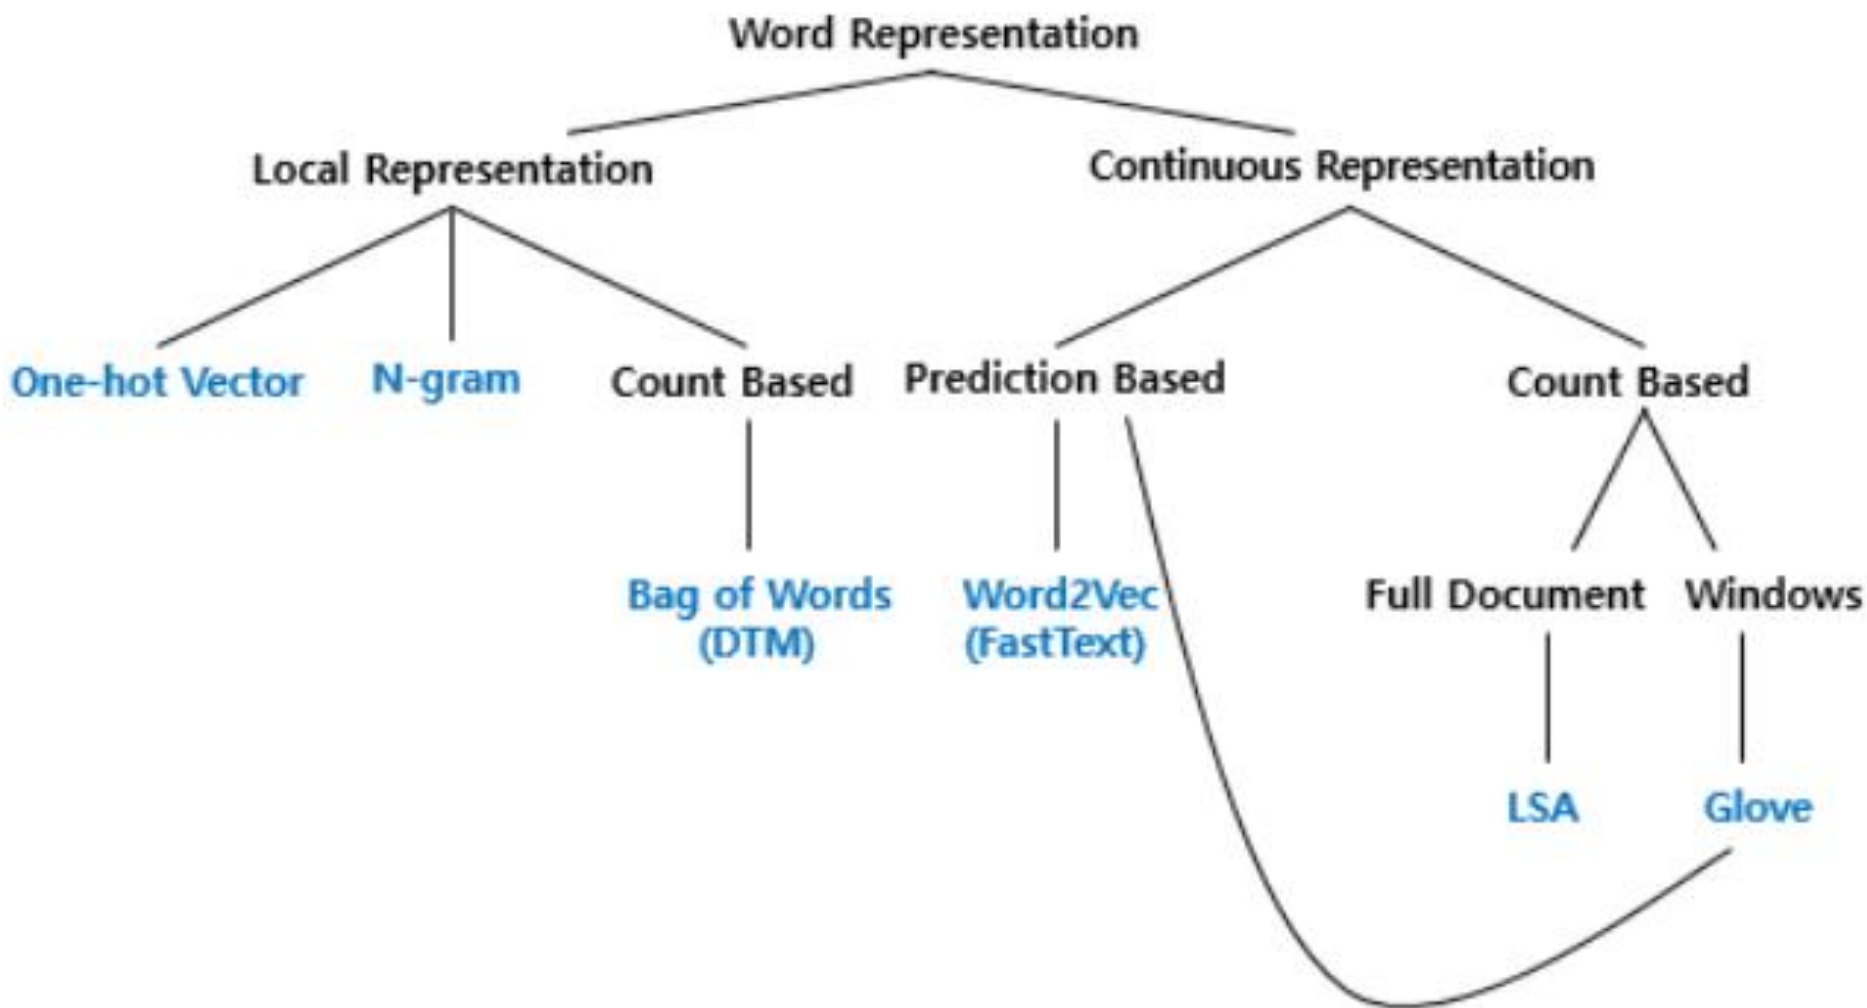 Word Representation
Local Representation
Continuous Representation
One-hot Vector
N-gram
Count Based
Prediction Based
Count Based
Bag of Words
(DTM)
Word2Vec
(FastText)
Full Document
Windows
LSA
Glove